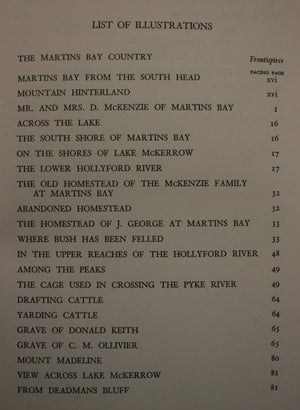 LIST OF ILLUSTRATIONS
THE MARTINS BAY COUNTRY Frontispiece
FACING PAGE
MARTINS BAY FROM THE SOUTH HEAD xvi
MOUNTAIN HINTERLAND xvi
MR. AND MRS. D. McKENZIE OF MARTINS BAY 1
ACROSS THE LAKE 16
THE SOUTH SHORE OF MARTINS BAY 16
ON THE SHORES OF LAKE McKERROW 17
THE LOWER HOLLYFORD RIVER 17
THE OLD HOMESTEAD OF THE McKENZIE FAMILY
AT MARTINS BAY 32
ABANDONED HOMESTEAD 32
THE HOMESTEAD OF J. GEORGE AT MARTINS BAY 33
WHERE BUSH HAS BEEN FELLED 33
IN THE UPPER REACHES OF THE HOLLYFORD RIVER 48
AMONG THE PEAKS 49
THE CAGE USED IN CROSSING THE PYKE RIVER 49
DRAFTING CATTLE 64
YARDING CATTLE 64
GRAVE OF DONALD KEITH 65
GRAVE OF C. M. OLLIVIER 65
MOUNT MADELINE 80
VIEW ACROSS LAKE McKERROW 81
FROM DEADMANS BLUFF 81